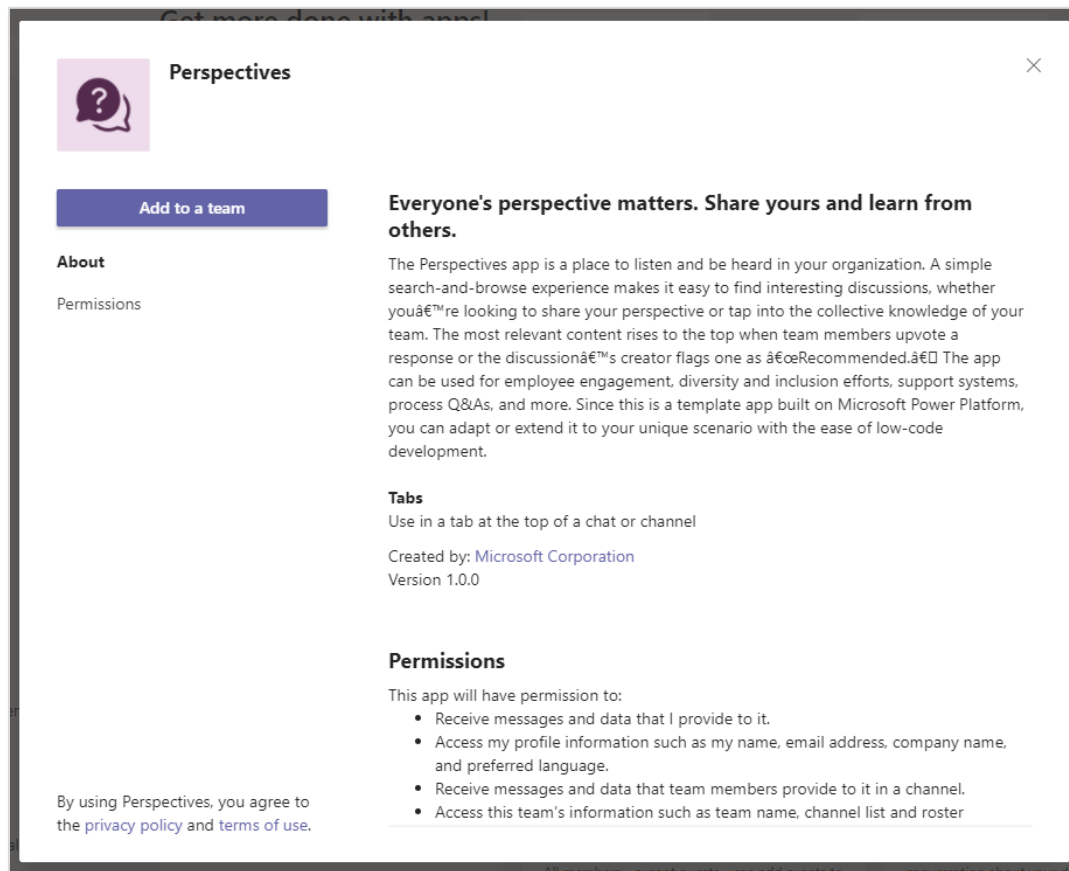 Get more done with apps!
Perspectives
Add to a team
About
Permissions
Everyone's perspective matters. Share yours and learn from
others.
The Perspectives app is a place to listen and be heard in your organization. A simple
search-and-browse experience makes it easy to find interesting discussions, whether
youâ€™re looking to share your perspective or tap into the collective knowledge of your
team. The most relevant content rises to the top when team members upvote a
response or the discussionâ€™s creator flags one as â€œRecommended.â€□ The app
can be used for employee engagement, diversity and inclusion efforts, support systems,
process Q&As, and more. Since this is a template app built on Microsoft Power Platform,
you can adapt or extend it to your unique scenario with the ease of low-code
development.
Tabs
Use in a tab at the top of a chat or channel
Created by: Microsoft Corporation
Version 1.0.0
Permissions
This app will have permission to:
• Receive messages and data that I provide to it.
• Access my profile information such as my name, email address, company name,
and preferred language.
• Receive messages and data that team members provide to it in a channel.
• Access this team's information such as team name, channel list and roster
By using Perspectives, you agree to
the privacy policy and terms of use.